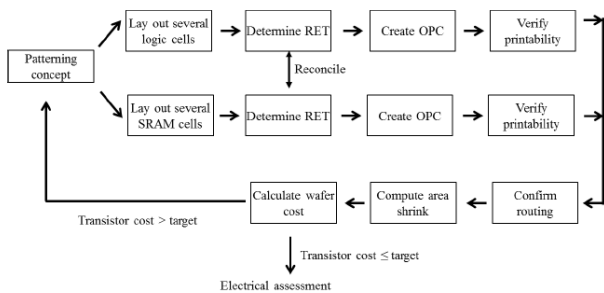 Lay out several
logic cells
Determine RET
Create OPC
Verify
printability
Patterning
concept
Reconcile
Lay out several
SRAM cells
Determine RET
Create OPC
Verify
printability
Calculate wafer
cost
Compute area
shrink
Confirm
routing
Transistor cost > target
Transistor cost ≤ target
Electrical assessment